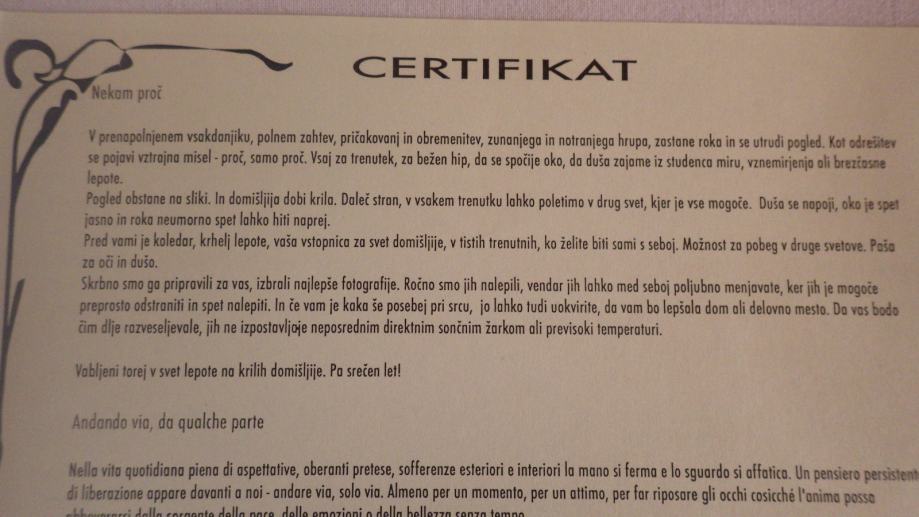 CERTIFIKAT
Nekam proč
V prenapolnjenem vsakdanjiku, polnem zahtev, pričakovanj in obremenitev, zunanjega in notranjega hrupa, zastane roka in se utrudi pogled. Kot odrešitev
se pojavi vztrajna misel - proč, samo proč. Vsaj za trenutek, za bežen hip, da se spočije oko, da duša zajame iz studenca miru, vznemirjenja ali brezčasne
lepote.
Pogled obstane na sliki. In domišljija dobi krila. Daleč stran, v vsakem trenutku lahko poletimo v drug svet, kjer je vse mogoče. Duša se napoji, oko je spet
jasno in roka neumorno spet lahko hiti naprej.
Pred vami je koledar, krhelj lepote, vaša vstopnica za svet domišljije, v tistih trenutnih, ko želite biti sami s seboj. Možnost za pobeg v druge svetove. Paša
za oči in dušo.
Skrbno smo ga pripravili za vas, izbrali najlepše fotografije. Ročno smo jih nalepili, vendar jih lahko med seboj poljubno menjavate, ker jih je mogoče
preprosto odstraniti in spet nalepiti. In če vam je kaka še posebej pri srcu, jo lahko tudi uokvirite, da vam bo lepšala dom ali delovno mesto. Da vas bodo
čim dlje razveseljevale, jih ne izpostavljaje neposrednim direktnim sončnim žarkom ali previsoki temperaturi.
Vabljeni torej v svet lepote na krilih domišljije. Pa srečen let!
Andando via, da qualche parte
Nella vita quotidiana piena di aspettative, oberanti pretese, sofferenze esteriori e interiori la mano si ferma e lo sguardo si affatica. Un pensiero persistent
di liberazione appare davanti a noi - andare via, solo via. Almeno per un momento, per un attimo, per far riposare gli occhi cosicché l'anima possa
dalla sorgente della pace, delle emozioni o della bellezza senza tempo